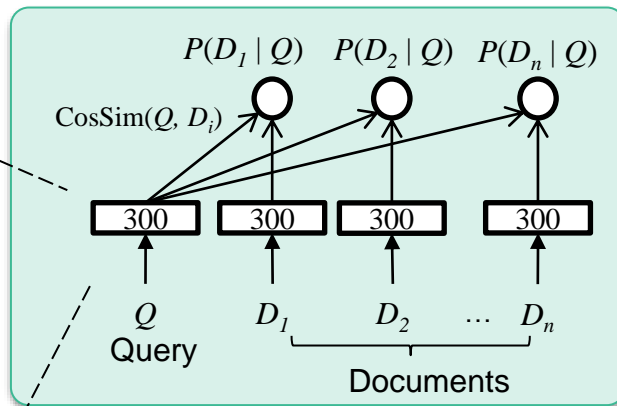 P(D1 | Q) P(D2 | Q) P(Dn | Q)
CosSim(Q, Di)
300 300 300 300
Q D1 D2 … Dn
Query
Documents